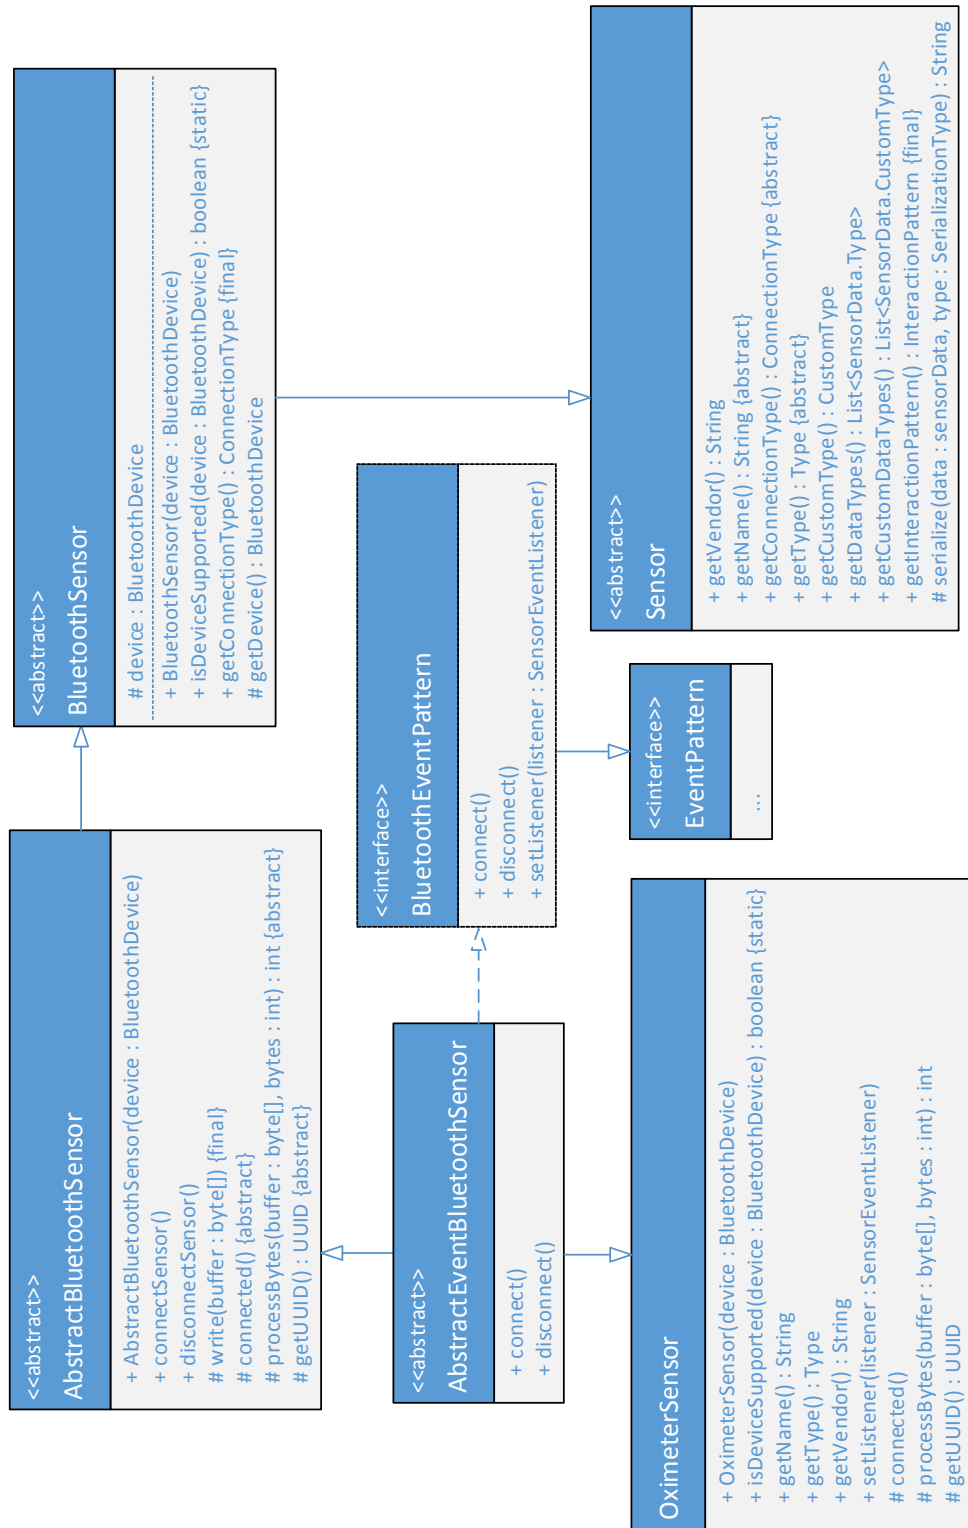 <<abstract>>
AbstractBluetoothSensor
+ AbstractBluetoothSensor(device : BluetoothDevice)
+ connectSensor()
+ disconnectSensor()
# write(buffer : byte[]) {final}
# connected() {abstract}
# processBytes(buffer : byte[], bytes : int) : int {abstract}
# getUUID() : UUID {abstract}
<<abstract>>
BluetoothSensor
# device : BluetoothDevice
+ BluetoothSensor(device : BluetoothDevice)
+ isDeviceSupported(device : BluetoothDevice) : boolean {static}
+ getConnectionType() : ConnectionType {final}
# getDevice() : BluetoothDevice
<<abstract>>
AbstractEventBluetoothSensor
+ connect()
+ disconnect()
<<interface>>
BluetoothEventPattern
+ connect()
+ disconnect()
+ setListener(listener : SensorEventListener)
OximeterSensor
+ OximeterSensor(device : BluetoothDevice)
+ isDeviceSupported(device : BluetoothDevice) : boolean {static}
+ getName() : String
+ getType() : Type
+ getVendor() : String
+ setListener(listener : SensorEventListener)
# connected()
# processBytes(buffer : byte[], bytes : int) : int
# getUUID() : UUID
<<interface>>
EventPattern
...
<<abstract>>
Sensor
+ getVendor() : String
+ getName() : String {abstract}
+ getConnectionType() : ConnectionType {abstract}
+ getType() : Type {abstract}
+ getCustomType() : CustomType
+ getDataTypes() : List<SensorData.Type>
+ getCustomDataTypes() : List<SensorData.CustomType>
+ getInteractionPattern() : InteractionPattern {final}
# serialize(data : sensorData, type : SerializationType) : String